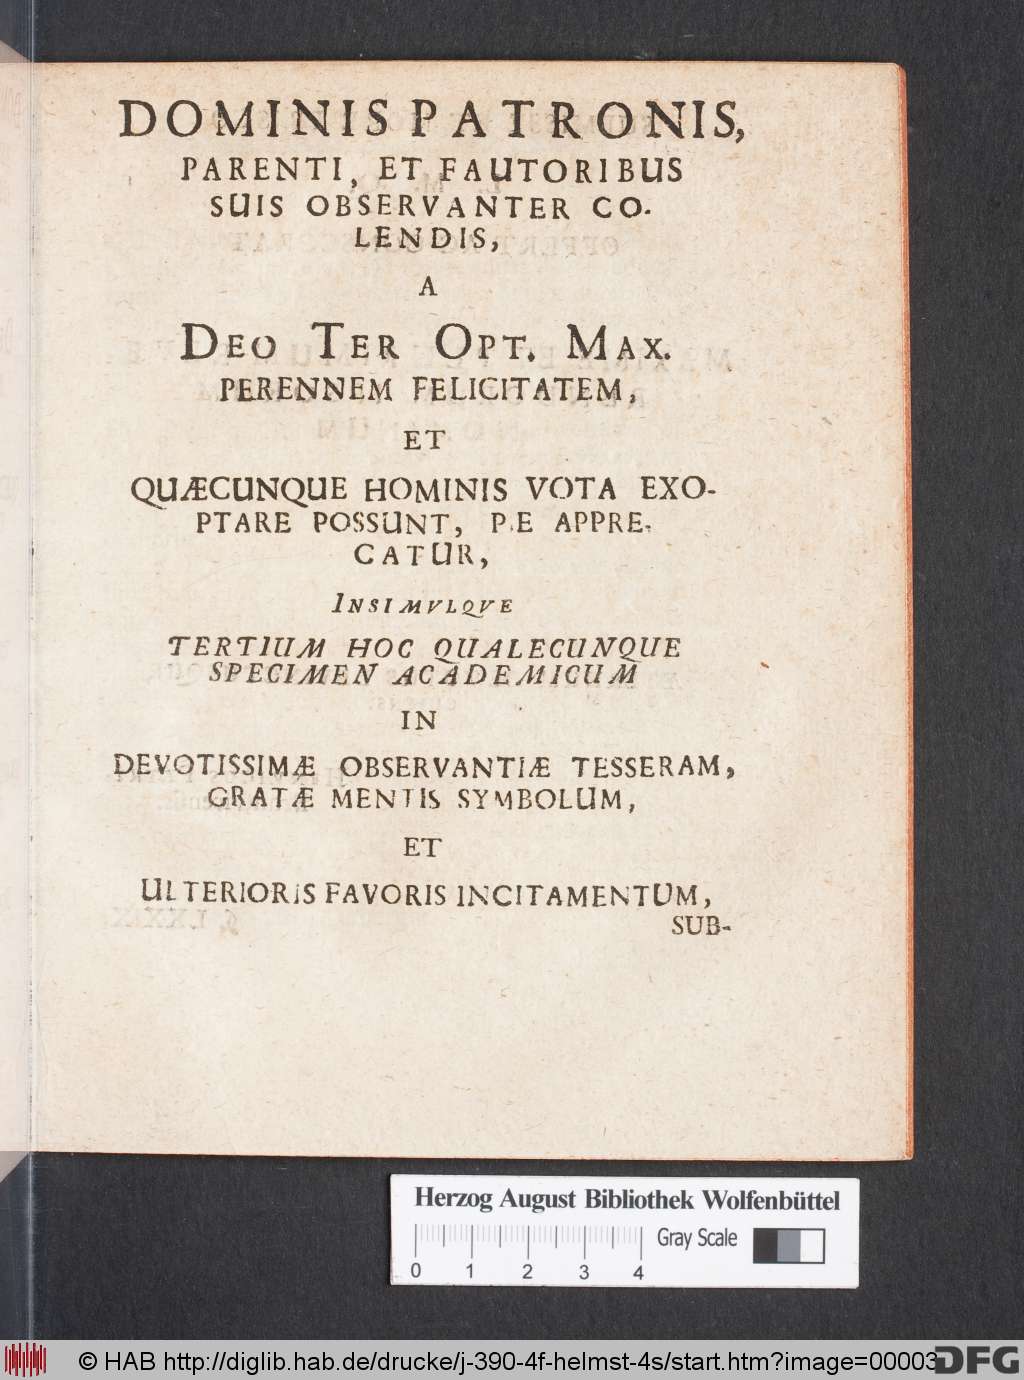 DOMINIS PATRONIS,
PARENTI, ET FAUTORIBUS
SUIS OBSERVANTER CO-
LENDIS,
A
DEO TER OPT. MAX.
PERENNEM FELICITATEM,
ET
QUÆCUNQUE HOMINIS VOTA EXO-
PTARE POSSUNT, PIE APPRE-
CATUR,
INSIMVLQVE
TERTIUM HOC QUALECUNQUE
SPECIMEN ACADEMICUM
IN
DEVOTISSIMÆ OBSERVANTIÆ TESSERAM,
GRATÆ MENTIS SYMBOLUM,
ET
ULTERIORIS FAVORIS INCITAMENTUM,
SUB-
Herzog August Bibliothek Wolfenbüttel
Gray Scale
0 1 2 3 4
© HAB http://diglib.hab.de/drucke/j-390-4f-helmst-4s/start.htm?image=00003
DFG